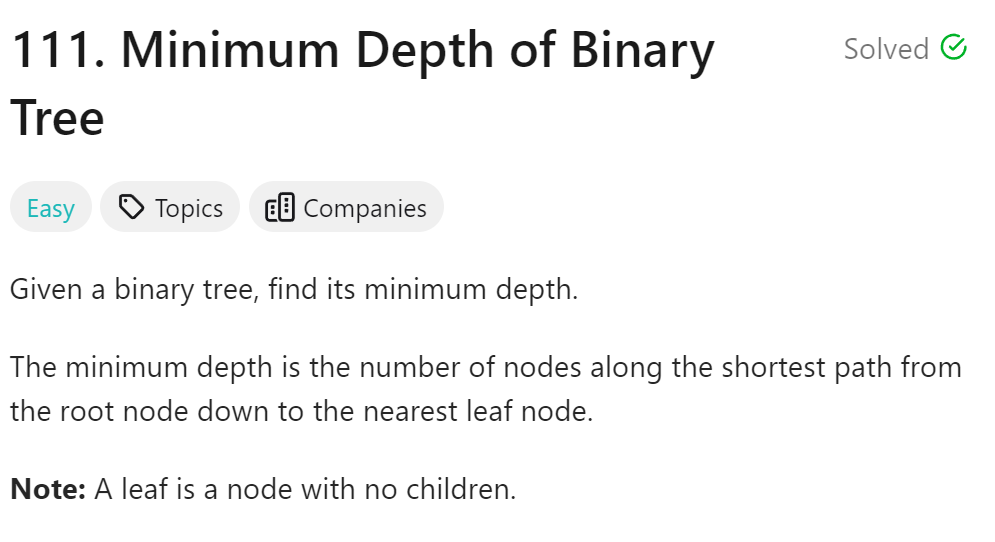 111. Minimum Depth of Binary
Tree
Solved
Easy
Topics
Companies
Given a binary tree, find its minimum depth.
The minimum depth is the number of nodes along the shortest path from
the root node down to the nearest leaf node.
Note: A leaf is a node with no children.